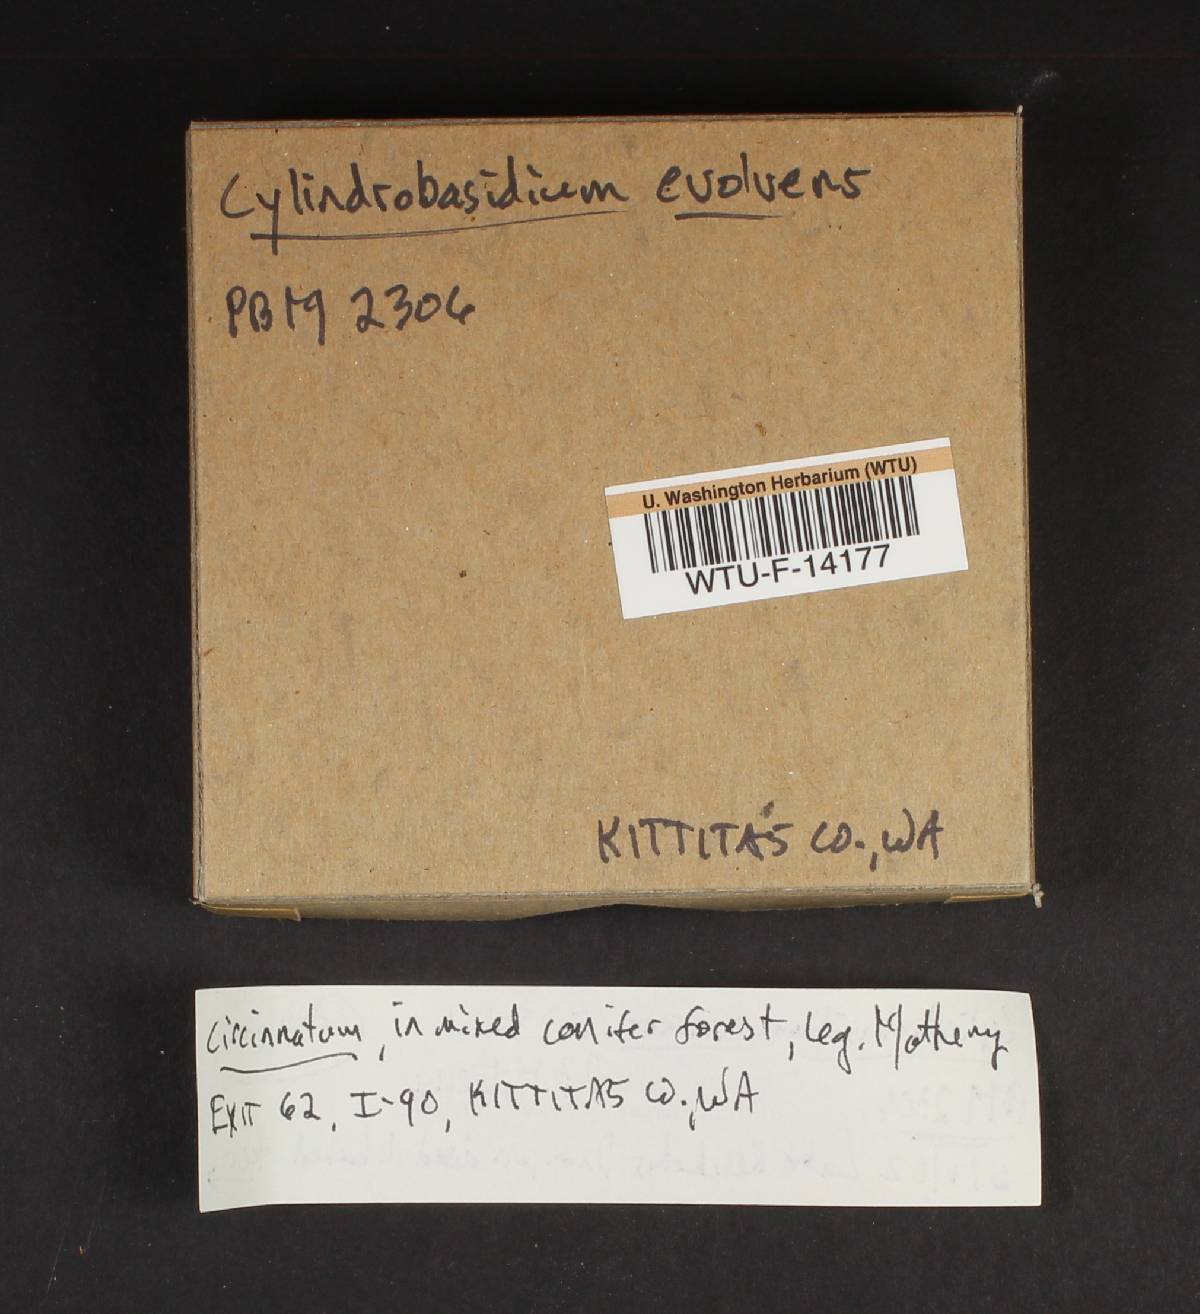 Cylindrobasidium evolvens
PBM 2306
U. Washington Herbarium (WTU)
WTU-F-14177
KITTITAS CO., WA
circinnatum, in mixed conifer forest, leg. Matheny
EXIT 62, I-90, KITTITAS CO., WA